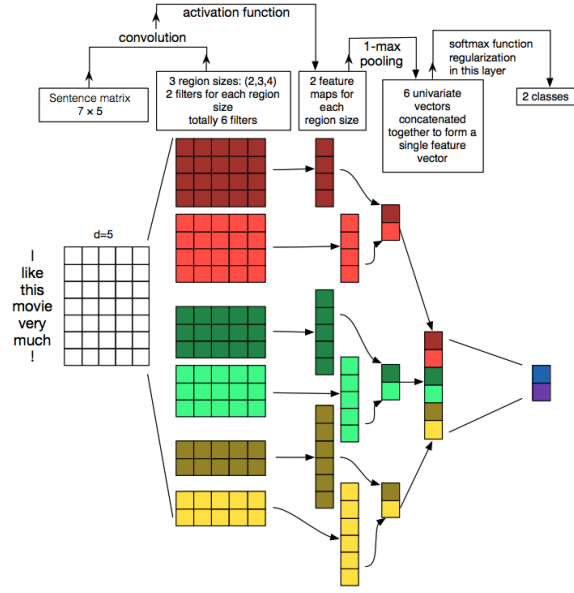 activation function
convolution
1-max
pooling
softmax function
regularization
in this layer
Sentence matrix
7 × 5
3 region sizes: (2,3,4)
2 filters for each region
size
totally 6 filters
2 feature
maps for
each
region size
6 univariate
vectors
concatenated
together to form a
single feature
vector
2 classes
d=5
I
like
this
movie
very
much
!